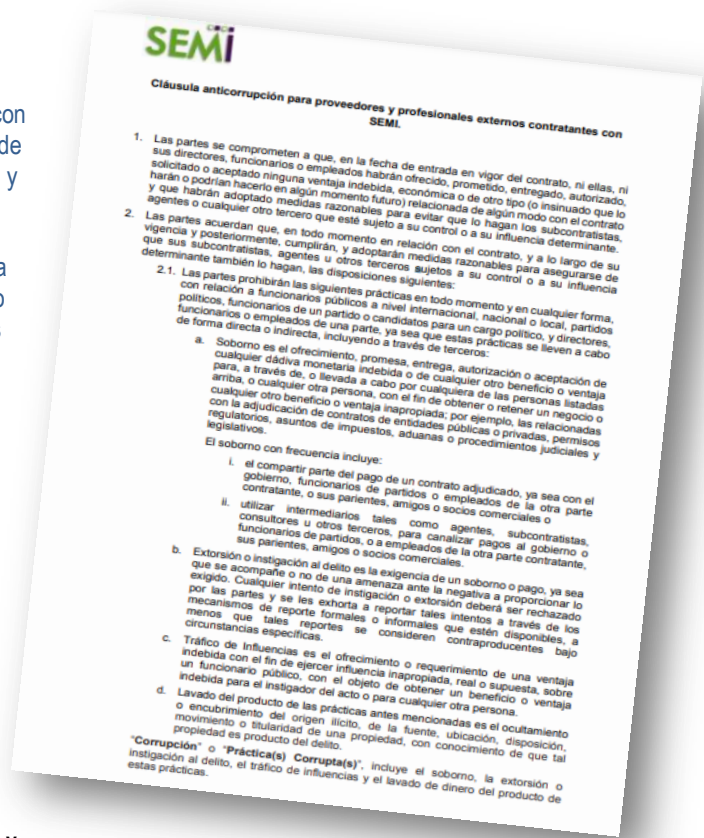 con
de
y
a
o
SEMI
Cláusula anticorrupción para proveedores y profesionales externos contratantes con
SEMI.
1. Las partes se comprometen a que, en la fecha de entrada en vigor del contrato, ni ellas, ni
sus directores, funcionarios o empleados habrán ofrecido, prometido, entregado, autorizado,
solicitado o aceptado ninguna ventaja indebida, económica o de otro tipo (o insinuado que lo
harán o podrían hacerlo en algún momento futuro) relacionada de algún modo con el contrato
y que habrán adoptado medidas razonables para evitar que lo hagan los subcontratistas,
agentes o cualquier otro tercero que esté sujeto a su control o a su influencia determinante.
2. Las partes acuerdan que, en todo momento en relación con el contrato, y a lo largo de su
vigencia y posteriormente, cumplirán, y adoptarán medidas razonables para asegurarse de
que sus subcontratistas, agentes u otros terceros sujetos a su control o a su influencia
determinante también lo hagan, las disposiciones siguientes:
2.1. Las partes prohibirán las siguientes prácticas en todo momento y en cualquier forma,
con relación a funcionarios públicos a nivel internacional, nacional o local, partidos
políticos, funcionarios de un partido o candidatos para un cargo político, y directores,
funcionarios o empleados de una parte, ya sea que estas prácticas se lleven a cabo
de forma directa o indirecta, incluyendo a través de terceros:
a. Soborno es el ofrecimiento, promesa, entrega, autorización o aceptación de
cualquier dádiva monetaria indebida o de cualquier otro beneficio o ventaja
para, a través de, o llevada a cabo por cualquiera de las personas listadas
arriba, o cualquier otra persona, con el fin de obtener o retener un negocio o
cualquier otro beneficio o ventaja inapropiada; por ejemplo, las relacionadas
con la adjudicación de contratos de entidades públicas o privadas, permisos
regulatorios, asuntos de impuestos, aduanas o procedimientos judiciales y
legislativos.
El soborno con frecuencia incluye:
i. el compartir parte del pago de un contrato adjudicado, ya sea con el
gobierno, funcionarios de partidos o empleados de la otra parte
contratante, o sus parientes, amigos o socios comerciales o
ii. utilizar intermediarios tales como agentes, subcontratistas,
consultores u otros terceros, para canalizar pagos al gobierno o
funcionarios de partidos, o a empleados de la otra parte contratante,
sus parientes, amigos o socios comerciales.
b. Extorsión o instigación al delito es la exigencia de un soborno o pago, ya sea
que se acompañe o no de una amenaza ante la negativa a proporcionar lo
exigido. Cualquier intento de instigación o extorsión deberá ser rechazado
por las partes y se les exhorta a reportar tales intentos a través de los
mecanismos de reporte formales o informales que estén disponibles, a
menos que tales reportes se consideren contraproducentes bajo
circunstancias específicas.
c. Tráfico de Influencias es el ofrecimiento o requerimiento de una ventaja
indebida con el fin de ejercer influencia inapropiada, real o supuesta, sobre
un funcionario público, con el objeto de obtener un beneficio o ventaja
indebida para el instigador del acto o para cualquier otra persona.
d. Lavado del producto de las prácticas antes mencionadas es el ocultamiento
o encubrimiento del origen ilícito, de la fuente, ubicación, disposición,
movimiento o titularidad de una propiedad, con conocimiento de que tal
propiedad es producto del delito.
"Corrupción" o "Práctica(s) Corrupta(s)", incluye el soborno, la extorsión o
instigación al delito, el tráfico de influencias y el lavado de dinero del producto de
estas prácticas.